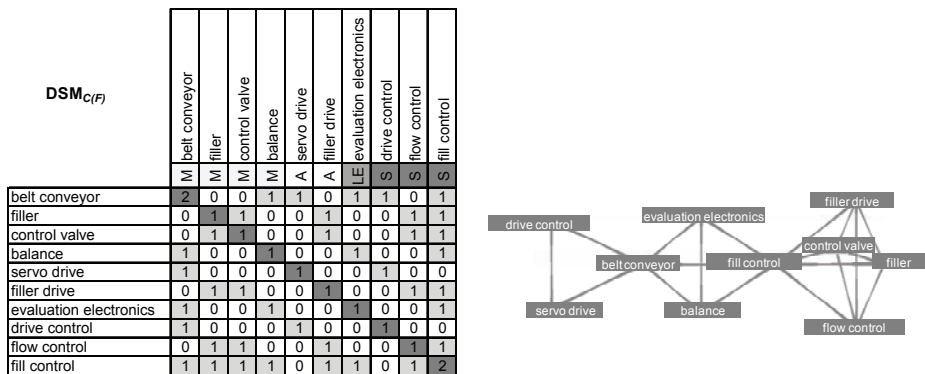 DSM_C(F)
belt conveyor filler control valve balance servo drive filler drive evaluation electronics drive control flow control fill control
M M M M A A LE S S S
belt conveyor 2 0 0 1 1 0 1 1 0 1
filler 0 1 1 0 0 1 0 0 1 1
control valve 0 1 1 0 0 1 0 0 1 1
balance 1 0 0 1 0 0 1 0 0 1
servo drive 1 0 0 0 1 0 0 1 0 0
filler drive 0 1 1 0 0 1 0 0 1 1
evaluation electronics 1 0 0 1 0 0 1 0 0 1
drive control 1 0 0 0 1 0 0 1 0 0
flow control 0 1 1 0 0 1 0 0 1 1
fill control 1 1 1 1 0 1 1 0 1 2
filler drive
evaluation electronics
drive control
control valve
belt conveyor
fill control
filler
servo drive
balance
flow control